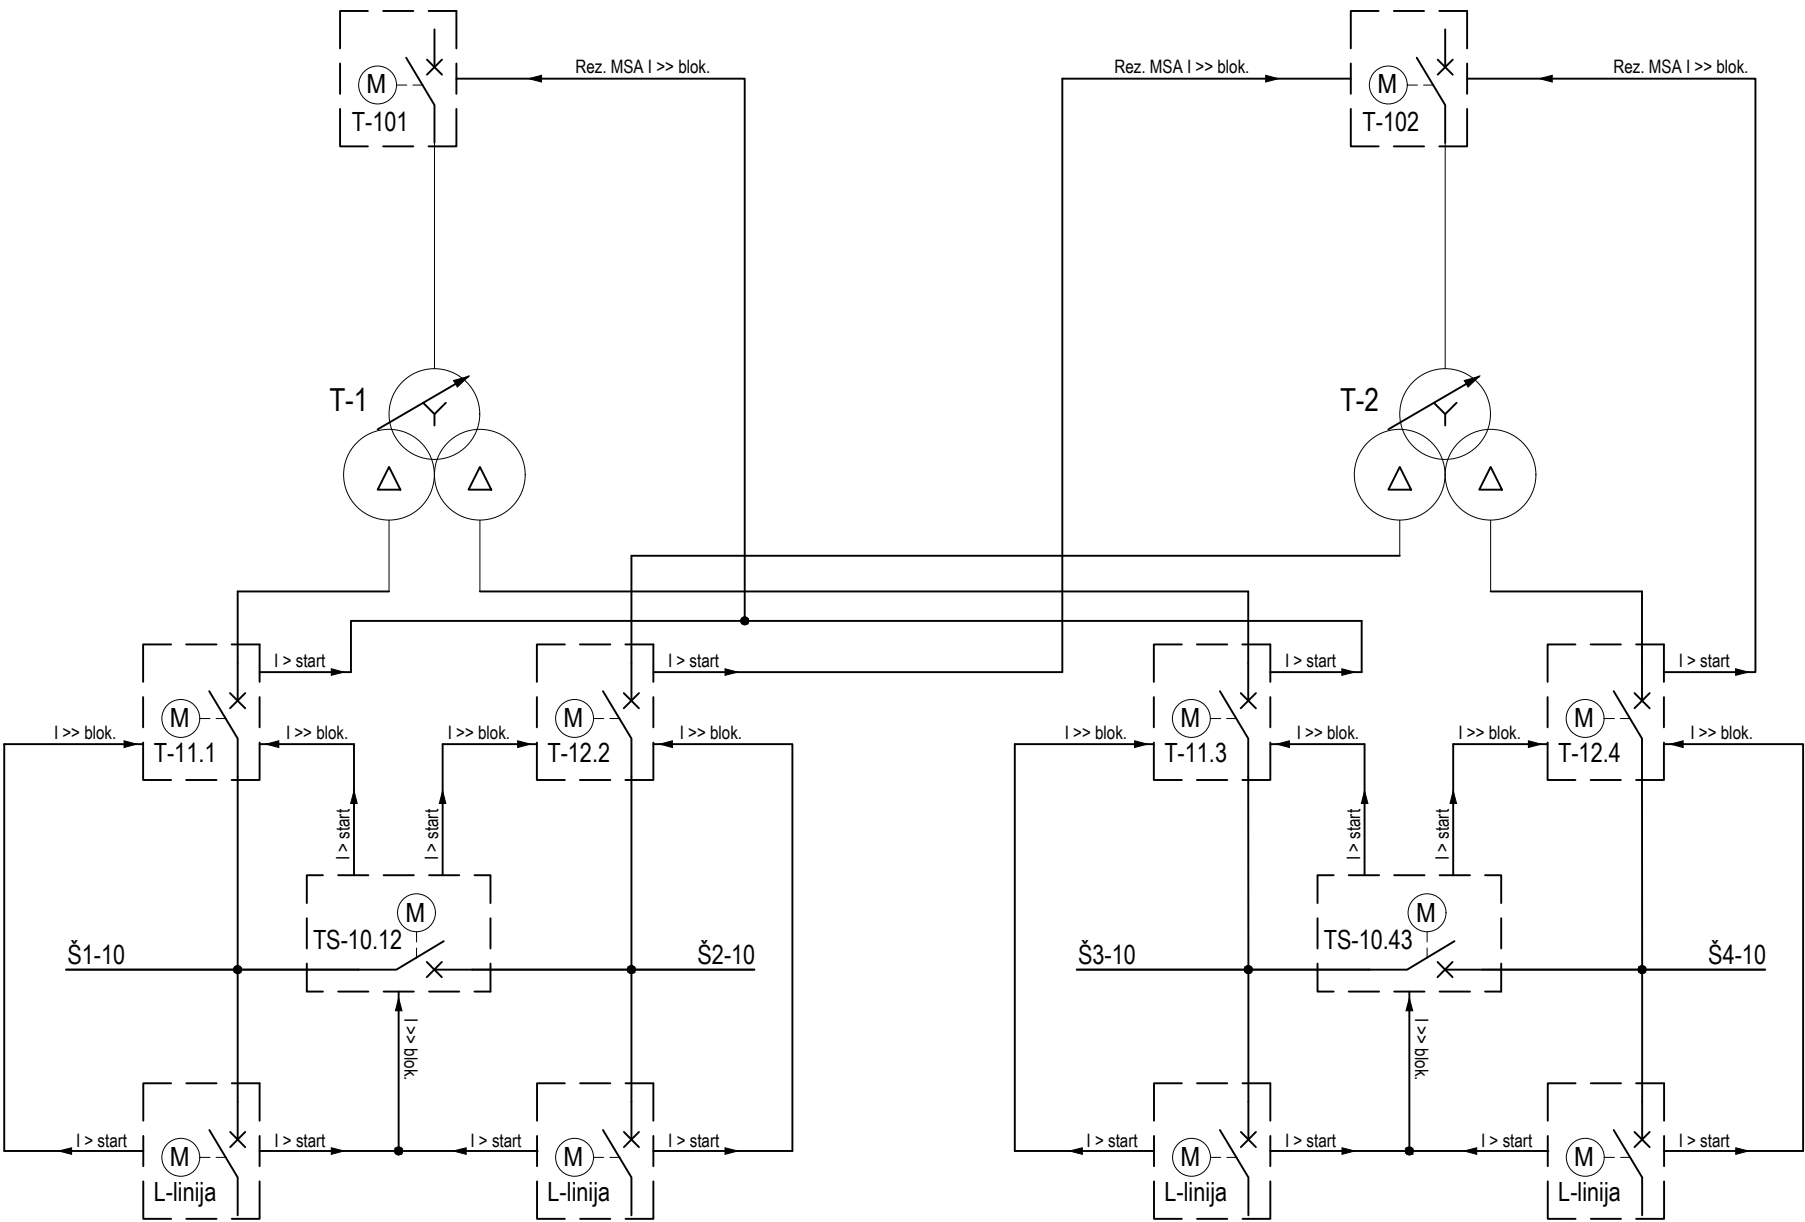 Rez. MSA I >> blok.
Rez. MSA I >> blok.
Rez. MSA I >> blok.
M
M
T-101
T-102
T-1
T-2
I > start
I > start
I > start
I > start
M
M
M
M
I >> blok.
I >> blok.
I >> blok.
I >> blok.
I >> blok.
I >> blok.
I >> blok.
I >> blok.
T-11.1
T-12.2
T-11.3
T-12.4
I > start
I > start
I > start
I > start
M
M
TS-10.12
TS-10.43
Š1-10
Š2-10
Š3-10
Š4-10
I >> blok.
I >> blok.
I > start
I > start
I > start
I > start
I > start
I > start
I > start
I > start
M
M
M
M
L-linija
L-linija
L-linija
L-linija